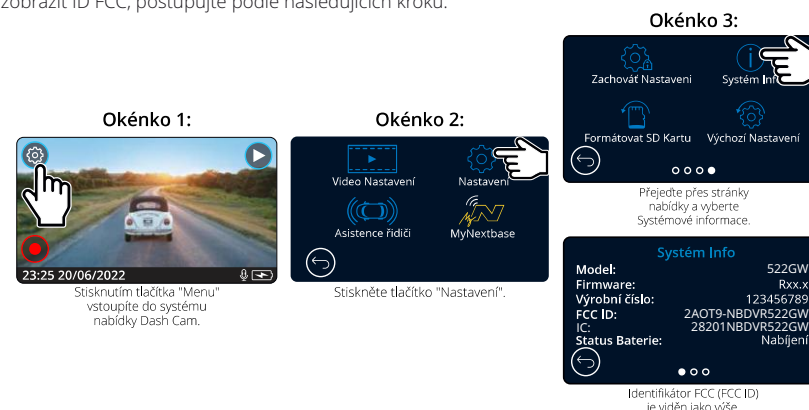 zobrazit ID FCC, postupujte podle následujících kroků.
Okénko 1:
23:25 20/06/2022
Stisknutím tlačítka "Menu"
vstoupíte do systému
nabídky Dash Cam.
Okénko 2:
Video Nastavení
Nastavení
Asistence řidiči
MyNextbase
Stiskněte tlačítko "Nastavení".
Okénko 3:
Zachováť Nastaveni
Systém
Formátovat SD Kartu
Výchozí Nastavení
Přejeďte přes stránky
nabídky a vyberte
Systémové informace.
Systém Info
Model: 522GW
Firmware: Rxx.x
Výrobní číslo: 123456789
FCC ID: 2AOT9-NBDVR522GW
IC: 28201NBDVR522GW
Status Baterie: Nabíjení
Identifikátor FCC (FCC ID)
je viděn jako výše